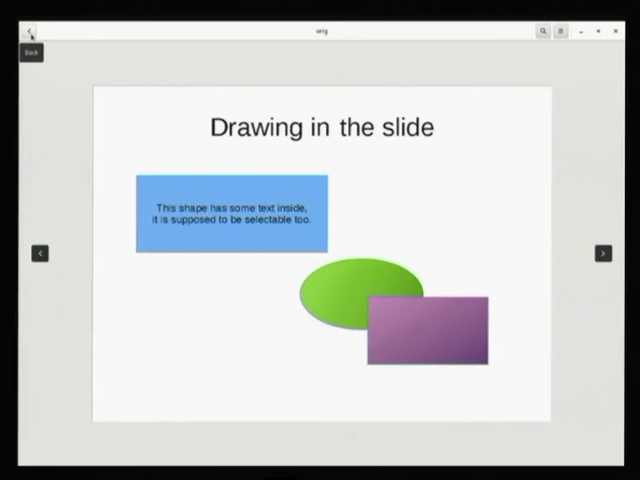 orig
Back
Drawing in the slide
This shape has some text inside,
it is supposed to be selectable too.